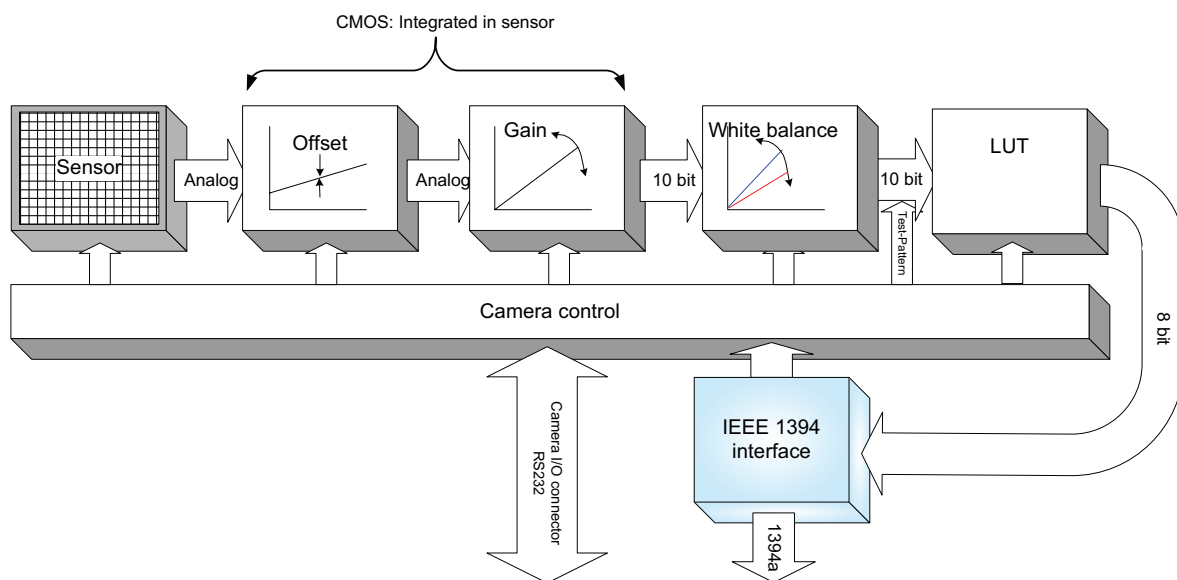 CMOS: Integrated in sensor
Sensor
Analog
Offset
Analog
Gain
10 bit
White balance
10 bit
Test-Pattern
LUT
8 bit
Camera control
Camera I/O connector
RS232
IEEE 1394
interface
1394a